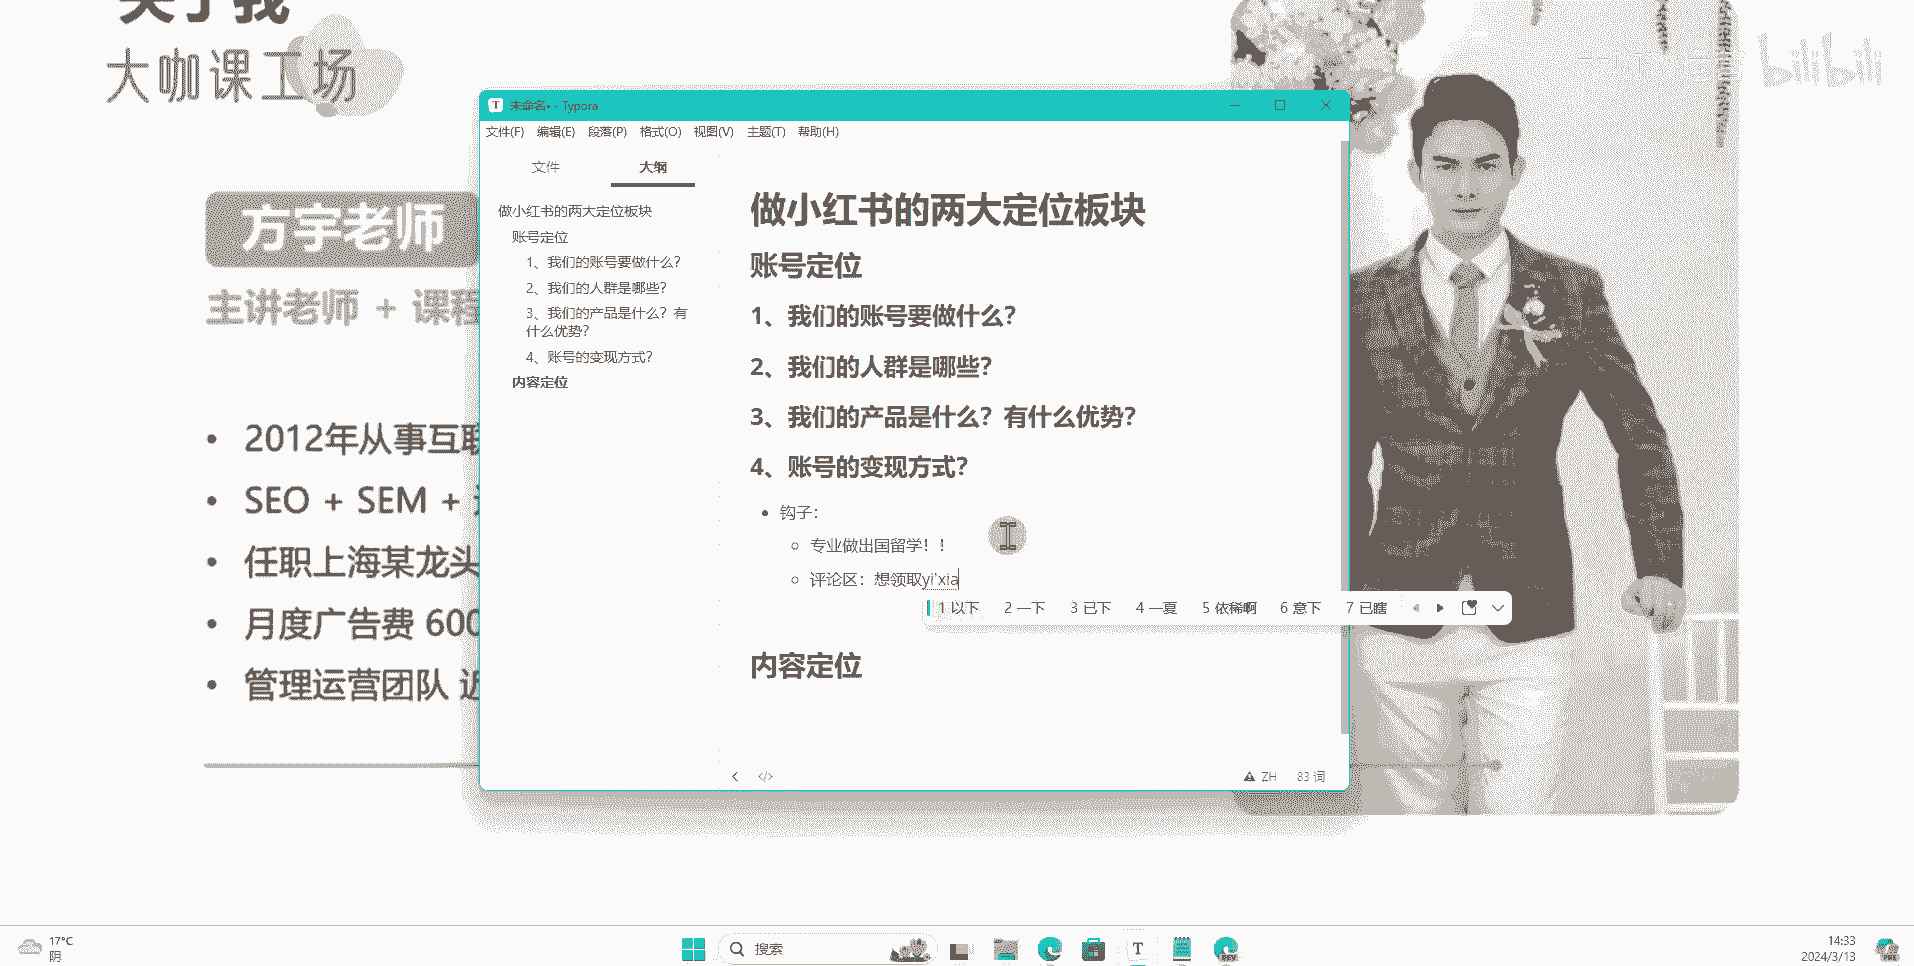 关于我
大咖课工场
bilibili
方宇老师
主讲老师 + 课程
• 2012年从事互联
• SEO + SEM +
• 任职上海某龙头
• 月度广告费 600
• 管理运营团队 近
未命名• - Typora
文件(F) 编辑(E) 段落(P) 格式(O) 视图(V) 主题(T) 帮助(H)
文件 大纲
做小红书的两大定位板块
账号定位
1、我们的账号要做什么？
2、我们的人群是哪些？
3、我们的产品是什么？有
什么优势？
4、账号的变现方式？
内容定位
做小红书的两大定位板块
账号定位
1、我们的账号要做什么？
2、我们的人群是哪些？
3、我们的产品是什么？有什么优势？
4、账号的变现方式？
• 钩子：
◦ 专业做出国留学！！
◦ 评论区：想领取yi'xia
1 以下 2 一下 3 已下 4 一夏 5 依稀啊 6 意下 7 已瞎
内容定位
</> ZH 83 词
17°C
阴
搜索
T
DEV
14:33
2024/3/13
PRE